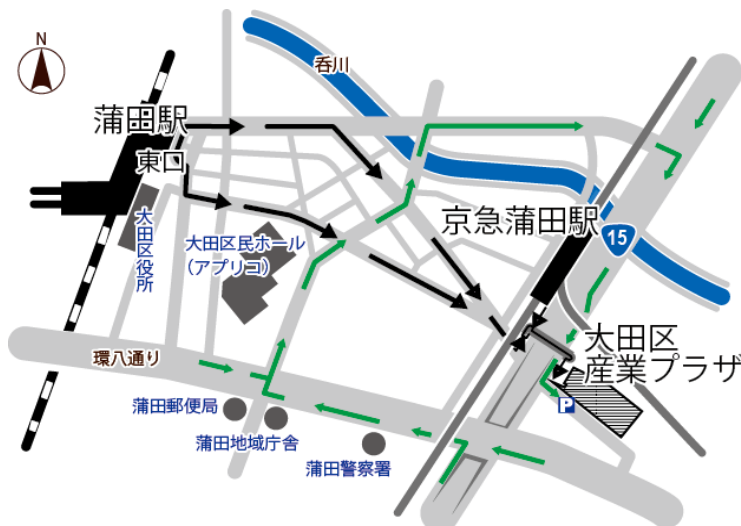 N
呑川
蒲田駅
東口
大田区役所
大田区民ホール
（アプリコ）
京急蒲田駅
15
大田区
産業プラザ
環八通り
P
蒲田郵便局
蒲田地域庁舎
蒲田警察署